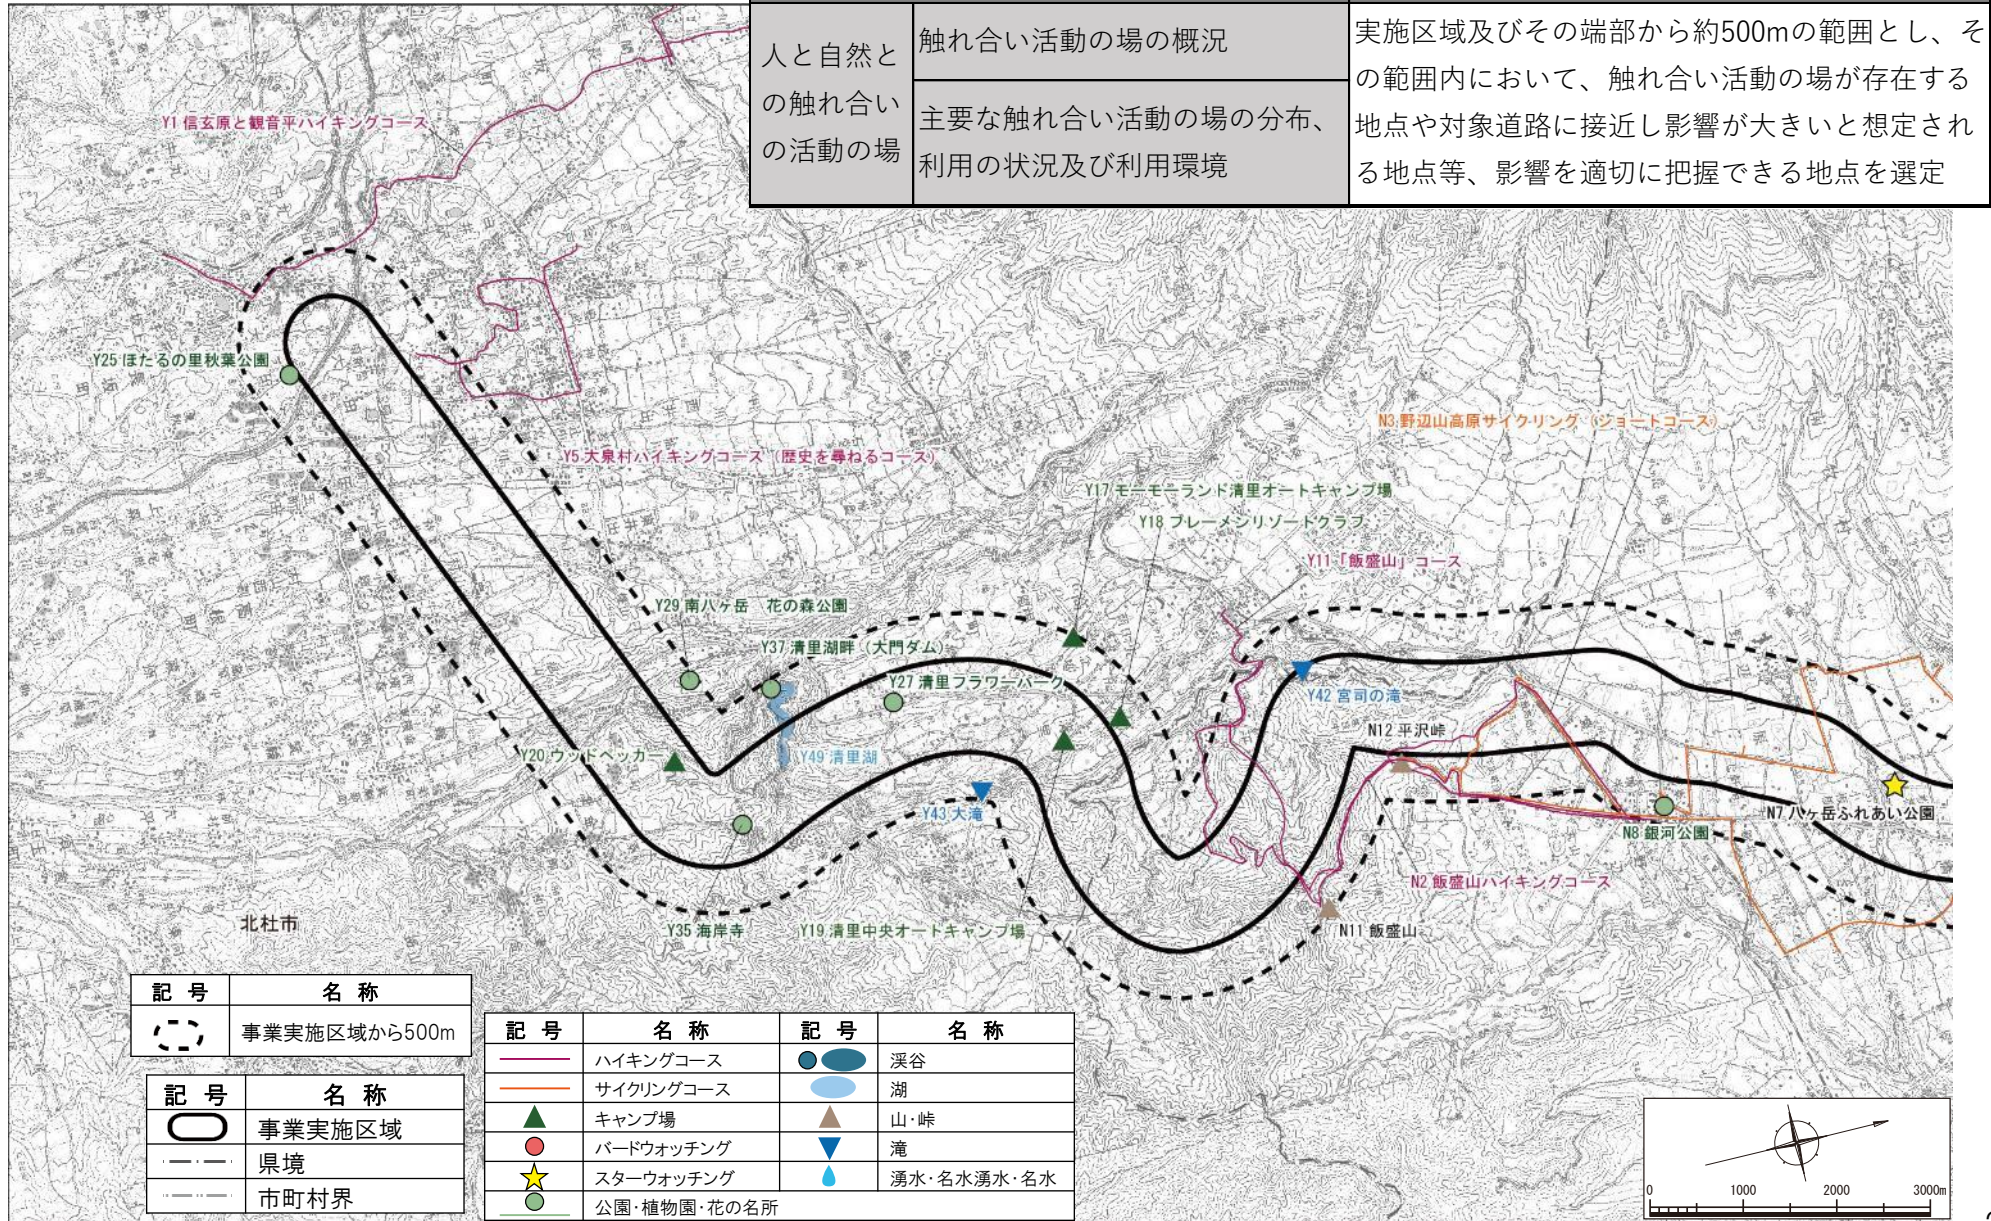 人と自然と
の触れ合い
の活動の場
触れ合い活動の場の概況
主要な触れ合い活動の場の分布、
利用の状況及び利用環境
実施区域及びその端部から約500mの範囲とし、そ
の範囲内において、触れ合い活動の場が存在する
地点や対象道路に接近し影響が大きいと想定され
る地点等、影響を適切に把握できる地点を選定
Y1 信玄原と観音平ハイキングコース
Y25 ほたるの里秋葉公園
N3 野辺山高原サイクリング（ショートコース）
Y5 大泉村ハイキングコース（歴史を尋ねるコース）
Y17 モーモーランド清里オートキャンプ場
Y18 ブレーメンリゾートクラブ
Y11「飯盛山」コース
Y29 南八ヶ岳　花の森公園
Y37 清里湖畔（大門ダム）
Y27 清里フラワーパーク
Y42 宮司の滝
N12 平沢峠
Y20 ウッドペッカー
Y49 清里湖
Y43 大滝
N7 八ヶ岳ふれあい公園
N8 銀河公園
N2 飯盛山ハイキングコース
北杜市
Y35 海岸寺
Y19 清里中央オートキャンプ場
N11 飯盛山
記 号 名 称
事業実施区域から500m
記 号 名 称
事業実施区域
県境
市町村界
記 号 名 称 記 号 名 称
ハイキングコース 渓谷
サイクリングコース 湖
キャンプ場 山・峠
バードウォッチング 滝
スターウォッチング 湧水・名水湧水・名水
公園・植物園・花の名所
0 1000 2000 3000m